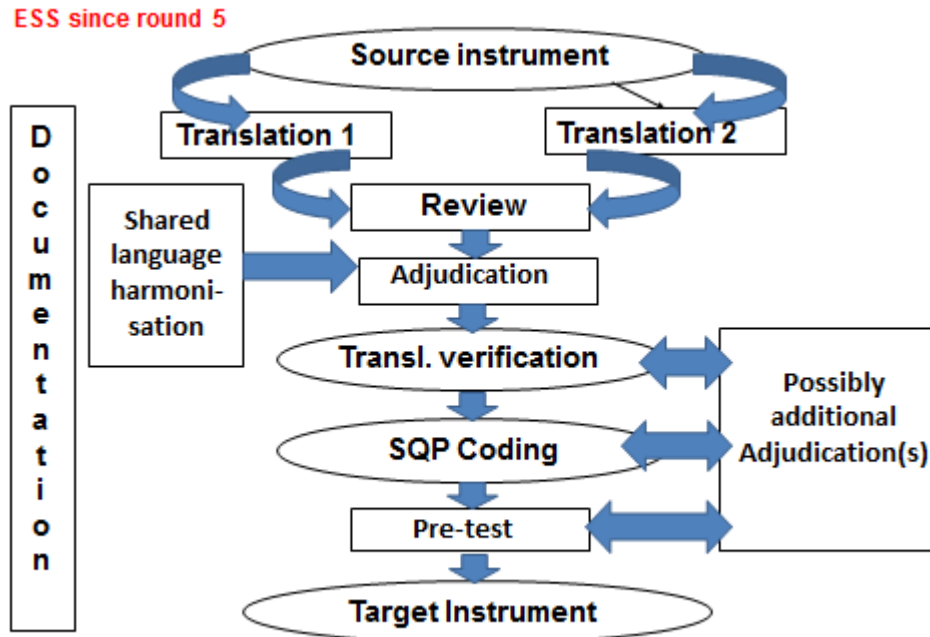 ESS since round 5
Source instrument
Translation 1
Translation 2
Documentation
Review
Shared
language
harmoni-
sation
Adjudication
Transl. verification
Possibly
additional
Adjudication(s)
SQP Coding
Pre-test
Target Instrument